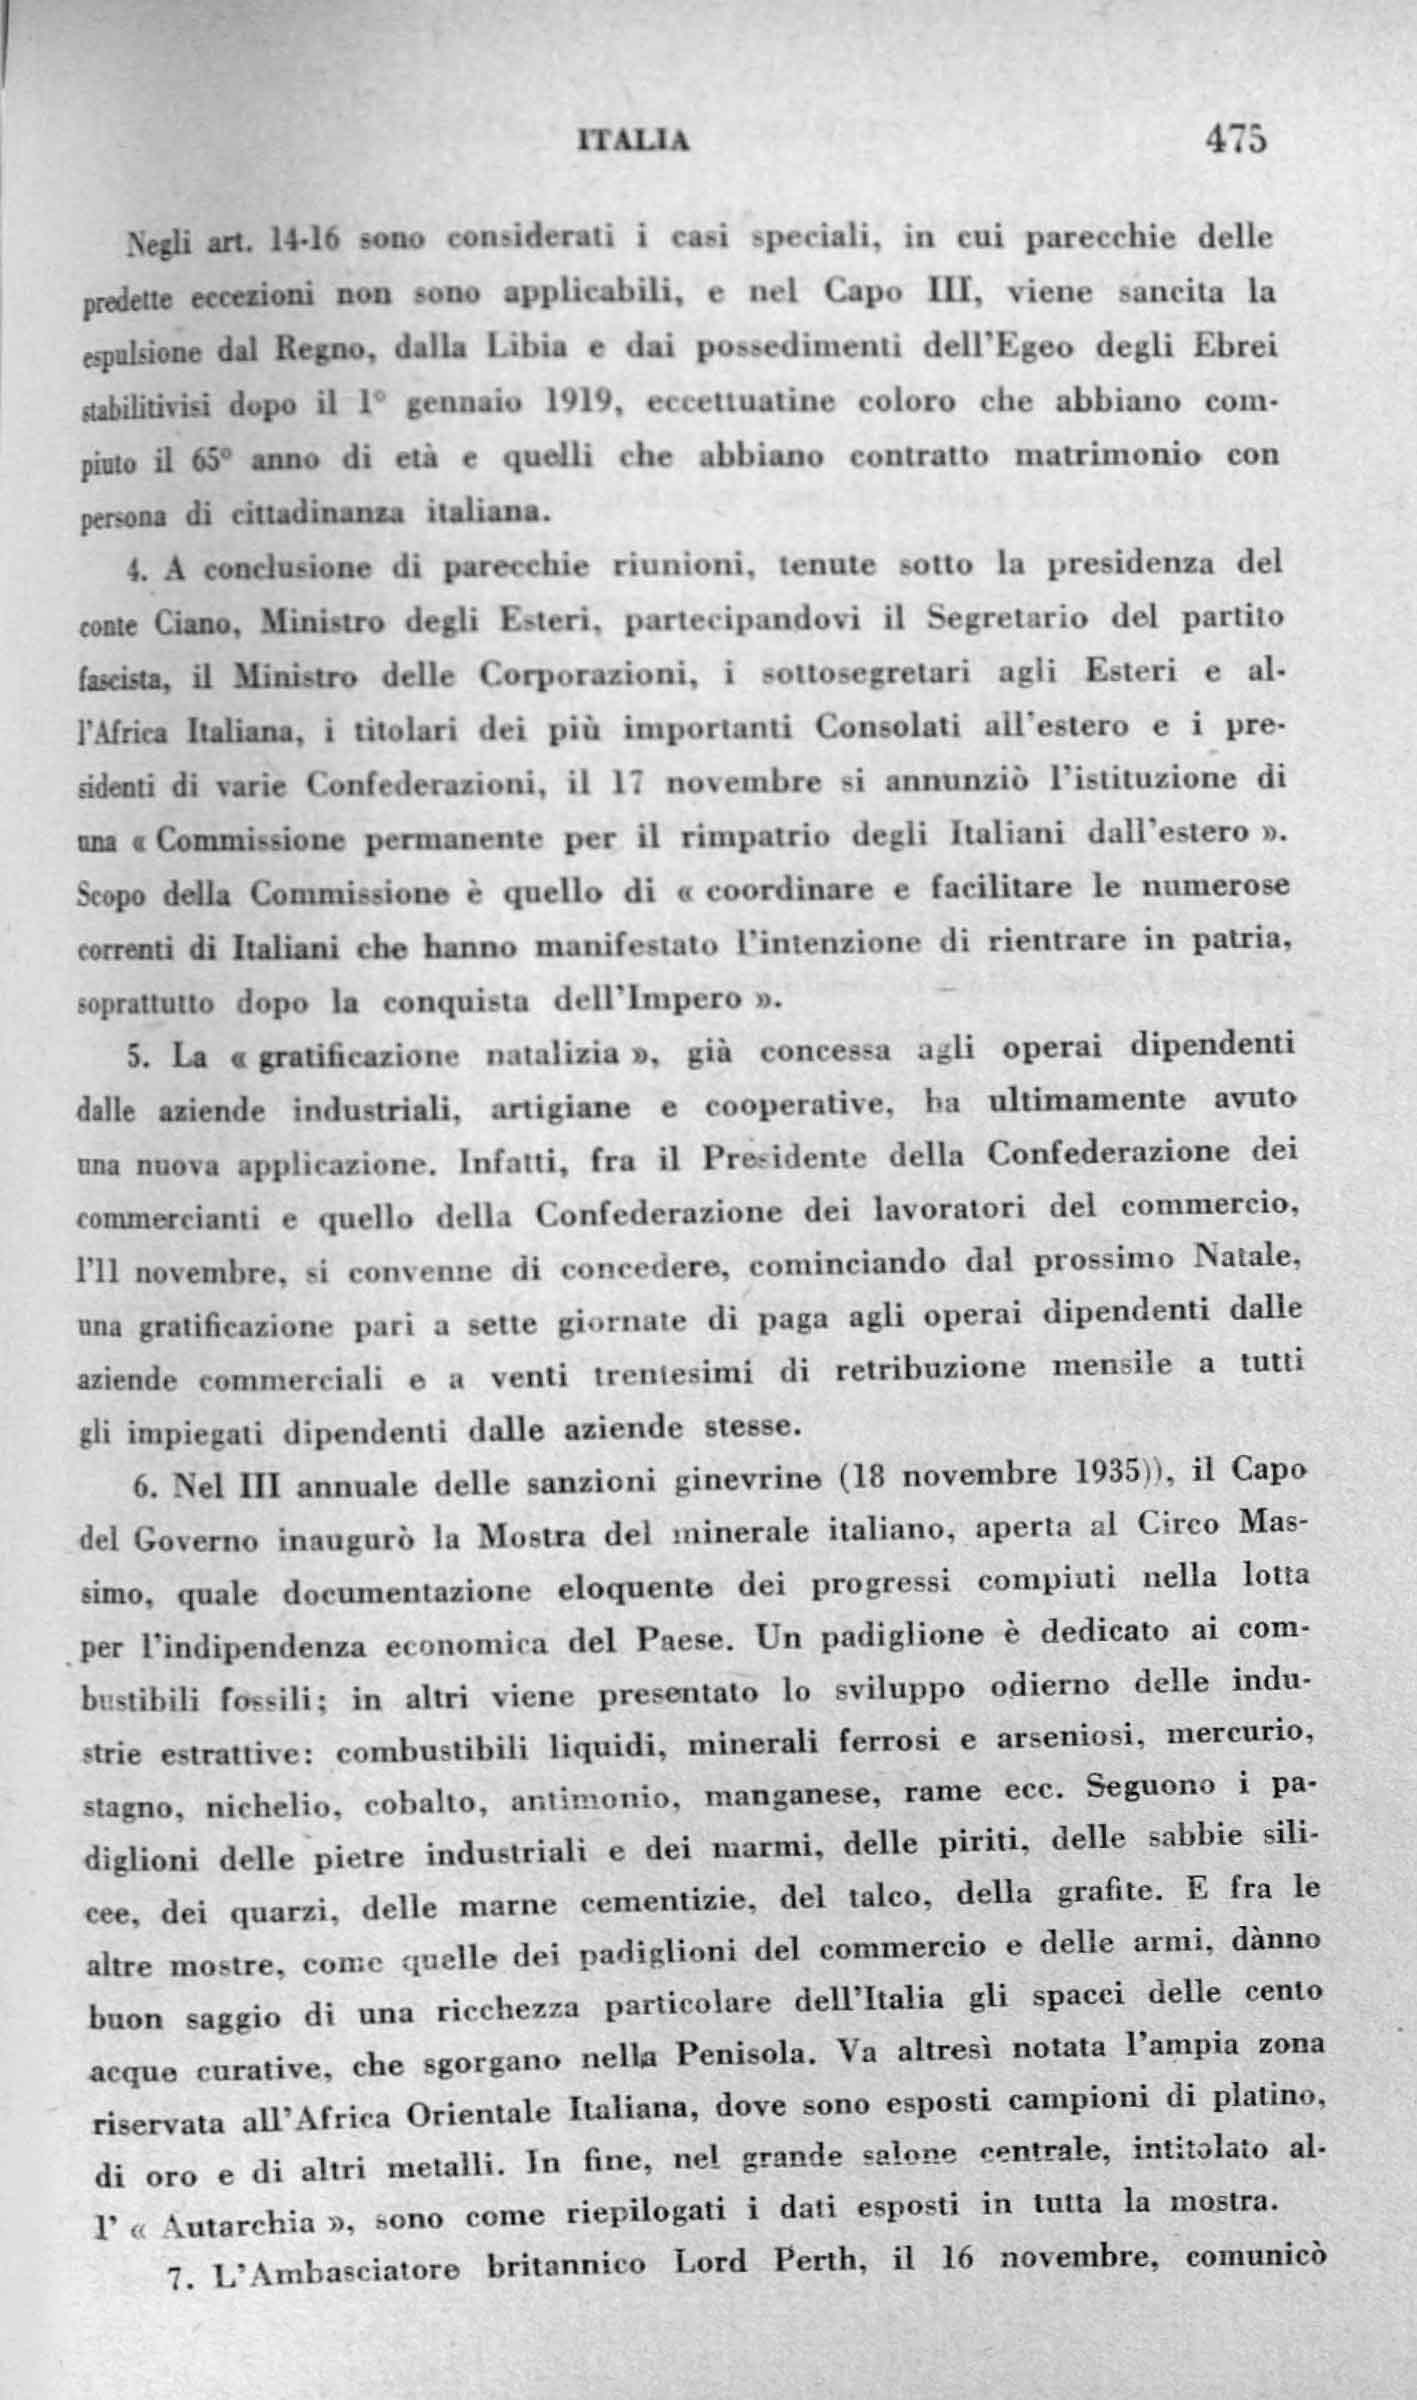 ITALIA 475
Negli art. 14-16 sono considerati i casi speciali, in cui parecchie delle
predette eccezioni non sono applicabili, e nel Capo III, viene sancita la
espulsione dal Regno, dalla Libia e dai possedimenti dell'Egeo degli Ebrei
stabilitivisi dopo il 1° gennaio 1919, eccettuatine coloro che abbiano com-
piuto il 65° anno di età e quelli che abbiano contratto matrimonio con
persona di cittadinanza italiana.
4. A conclusione di parecchie riunioni, tenute sotto la presidenza del
conte Ciano, Ministro degli Esteri, partecipandovi il Segretario del partito
fascista, il Ministro delle Corporazioni, i sottosegretari agli Esteri e al-
l'Africa Italiana, i titolari dei più importanti Consolati all'estero e i pre-
sidenti di varie Confederazioni, il 17 novembre si annunziò l'istituzione di
una « Commissione permanente per il rimpatrio degli Italiani dall'estero ».
Scopo della Commissione è quello di « coordinare e facilitare le numerose
correnti di Italiani che hanno manifestato l'intenzione di rientrare in patria,
soprattutto dopo la conquista dell'Impero ».
5. La « gratificazione natalizia », già concessa agli operai dipendenti
dalle aziende industriali, artigiane e cooperative, ha ultimamente avuto
una nuova applicazione. Infatti, fra il Presidente della Confederazione dei
commercianti e quello della Confederazione dei lavoratori del commercio,
l'11 novembre, si convenne di concedere, cominciando dal prossimo Natale,
una gratificazione pari a sette giornate di paga agli operai dipendenti dalle
aziende commerciali e a venti trentesimi di retribuzione mensile a tutti
gli impiegati dipendenti dalle aziende stesse.
6. Nel III annuale delle sanzioni ginevrine (18 novembre 1935)), il Capo
del Governo inaugurò la Mostra del minerale italiano, aperta al Circo Mas-
simo, quale documentazione eloquente dei progressi compiuti nella lotta
per l'indipendenza economica del Paese. Un padiglione è dedicato ai com-
bustibili fossili; in altri viene presentato lo sviluppo odierno delle indu-
strie estrattive: combustibili liquidi, minerali ferrosi e arseniosi, mercurio,
stagno, nichelio, cobalto, antimonio, manganese, rame ecc. Seguono i pa-
diglioni delle pietre industriali e dei marmi, delle piriti, delle sabbie sili-
cee, dei quarzi, delle marne cementizie, del talco, della grafite. E fra le
altre mostre, come quelle dei padiglioni del commercio e delle armi, dànno
buon saggio di una ricchezza particolare dell'Italia gli spacci delle cento
acque curative, che sgorgano nella Penisola. Va altresì notata l'ampia zona
riservata all'Africa Orientale Italiana, dove sono esposti campioni di platino,
di oro e di altri metalli. In fine, nel grande salone centrale, intitolato al-
l' « Autarchia », sono come riepilogati i dati esposti in tutta la mostra.
7. L'Ambasciatore britannico Lord Perth, il 16 novembre, comunicò